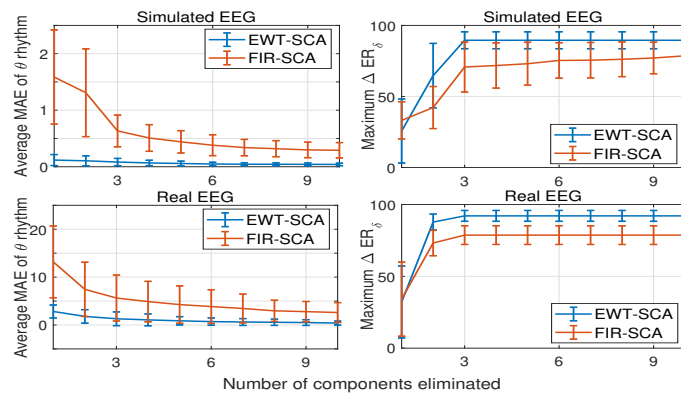 Simulated EEG
Average MAE of θ rhythm
2
1
0
3
6
9
EWT-SCA
FIR-SCA
Simulated EEG
Maximum Δ ERδ
100
50
0
3
6
9
EWT-SCA
FIR-SCA
Real EEG
Average MAE of θ rhythm
20
10
0
3
6
9
EWT-SCA
FIR-SCA
Real EEG
Maximum Δ ERδ
100
50
0
3
6
9
EWT-SCA
FIR-SCA
Number of components eliminated